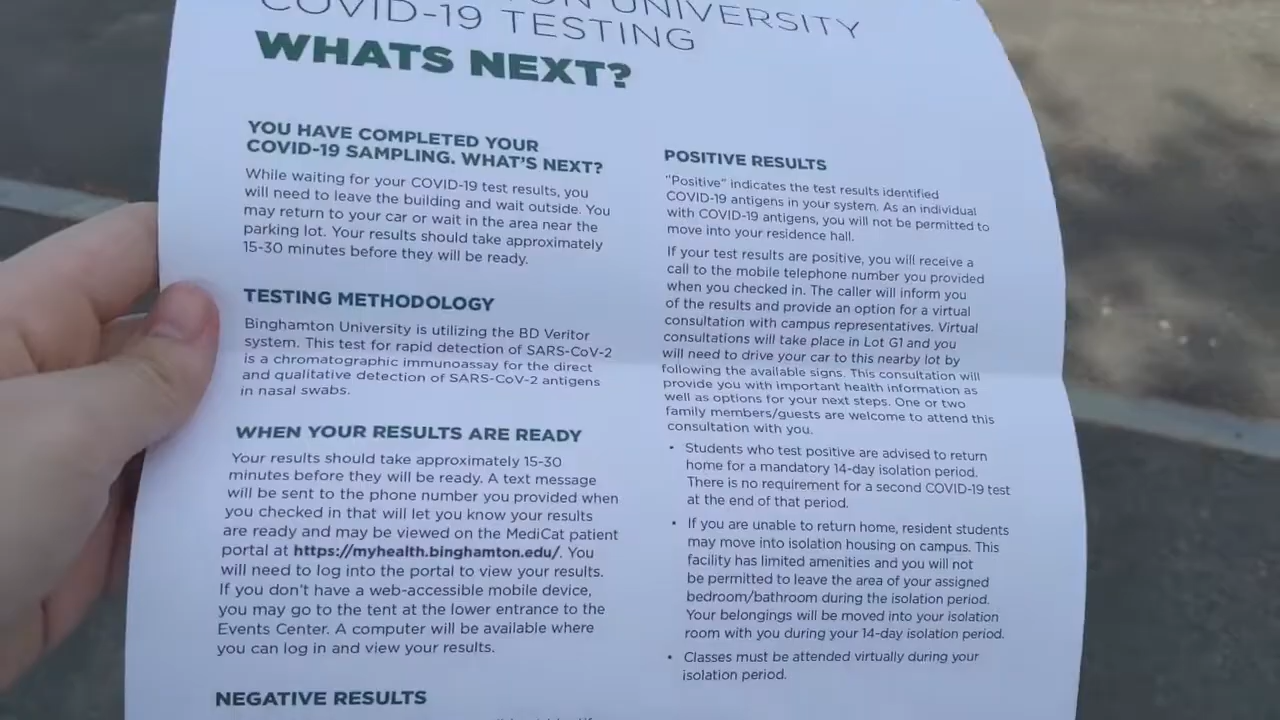 UNIVERSITY
COVID-19 TESTING
WHATS NEXT?
YOU HAVE COMPLETED YOUR
COVID-19 SAMPLING. WHAT'S NEXT?
While waiting for your COVID-19 test results, you
will need to leave the building and wait outside. You
may return to your car or wait in the area near the
parking lot. Your results should take approximately
15-30 minutes before they will be ready.
TESTING METHODOLOGY
Binghamton University is utilizing the BD Veritor
system. This test for rapid detection of SARS-CoV-2
is a chromatographic immunoassay for the direct
and qualitative detection of SARS-CoV-2 antigens
in nasal swabs.
WHEN YOUR RESULTS ARE READY
Your results should take approximately 15-30
minutes before they will be ready. A text message
will be sent to the phone number you provided when
you checked in that will let you know your results
are ready and may be viewed on the MediCat patient
portal at https://myhealth.binghamton.edu/. You
will need to log into the portal to view your results.
If you don't have a web-accessible mobile device,
you may go to the tent at the lower entrance to the
Events Center. A computer will be available where
you can log in and view your results.
NEGATIVE RESULTS
POSITIVE RESULTS
"Positive" indicates the test results identified
COVID-19 antigens in your system. As an individual
with COVID-19 antigens, you will not be permitted to
move into your residence hall.
If your test results are positive, you will receive a
call to the mobile telephone number you provided
when you checked in. The caller will inform you
of the results and provide an option for a virtual
consultation with campus representatives. Virtual
consultations will take place in Lot G1 and you
will need to drive your car to this nearby lot by
following the available signs. This consultation will
provide you with important health information as
well as options for your next steps. One or two
family members/guests are welcome to attend this
consultation with you.
• Students who test positive are advised to return
home for a mandatory 14-day isolation period.
There is no requirement for a second COVID-19 test
at the end of that period.
• If you are unable to return home, resident students
may move into isolation housing on campus. This
facility has limited amenities and you will not
be permitted to leave the area of your assigned
bedroom/bathroom during the isolation period.
Your belongings will be moved into your isolation
room with you during your 14-day isolation period.
• Classes must be attended virtually during your
isolation period.